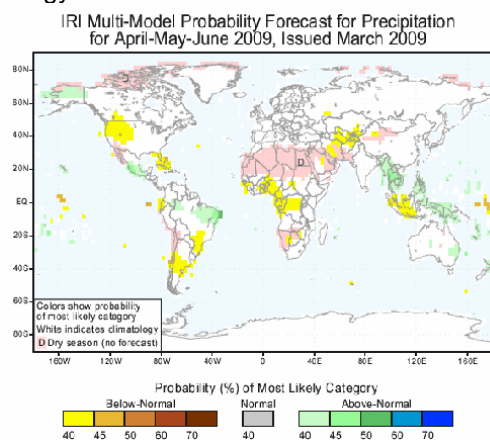 IRI Multi-Model Probability Forecast for Precipitation
for April-May-June 2009, Issued March 2009
80N
60N
40N
20N
EQ
20S
40S
60S
80S
D
D
Colors show probability
of most likely category
White indicates climatology
D Dry season (no forecast)
160W 120W 80W 40W 0 40E 80E 120E 160E
Probability (%) of Most Likely Category
Below-Normal Normal Above-Normal
40 45 50 60 70 40 40 45 50 60 70